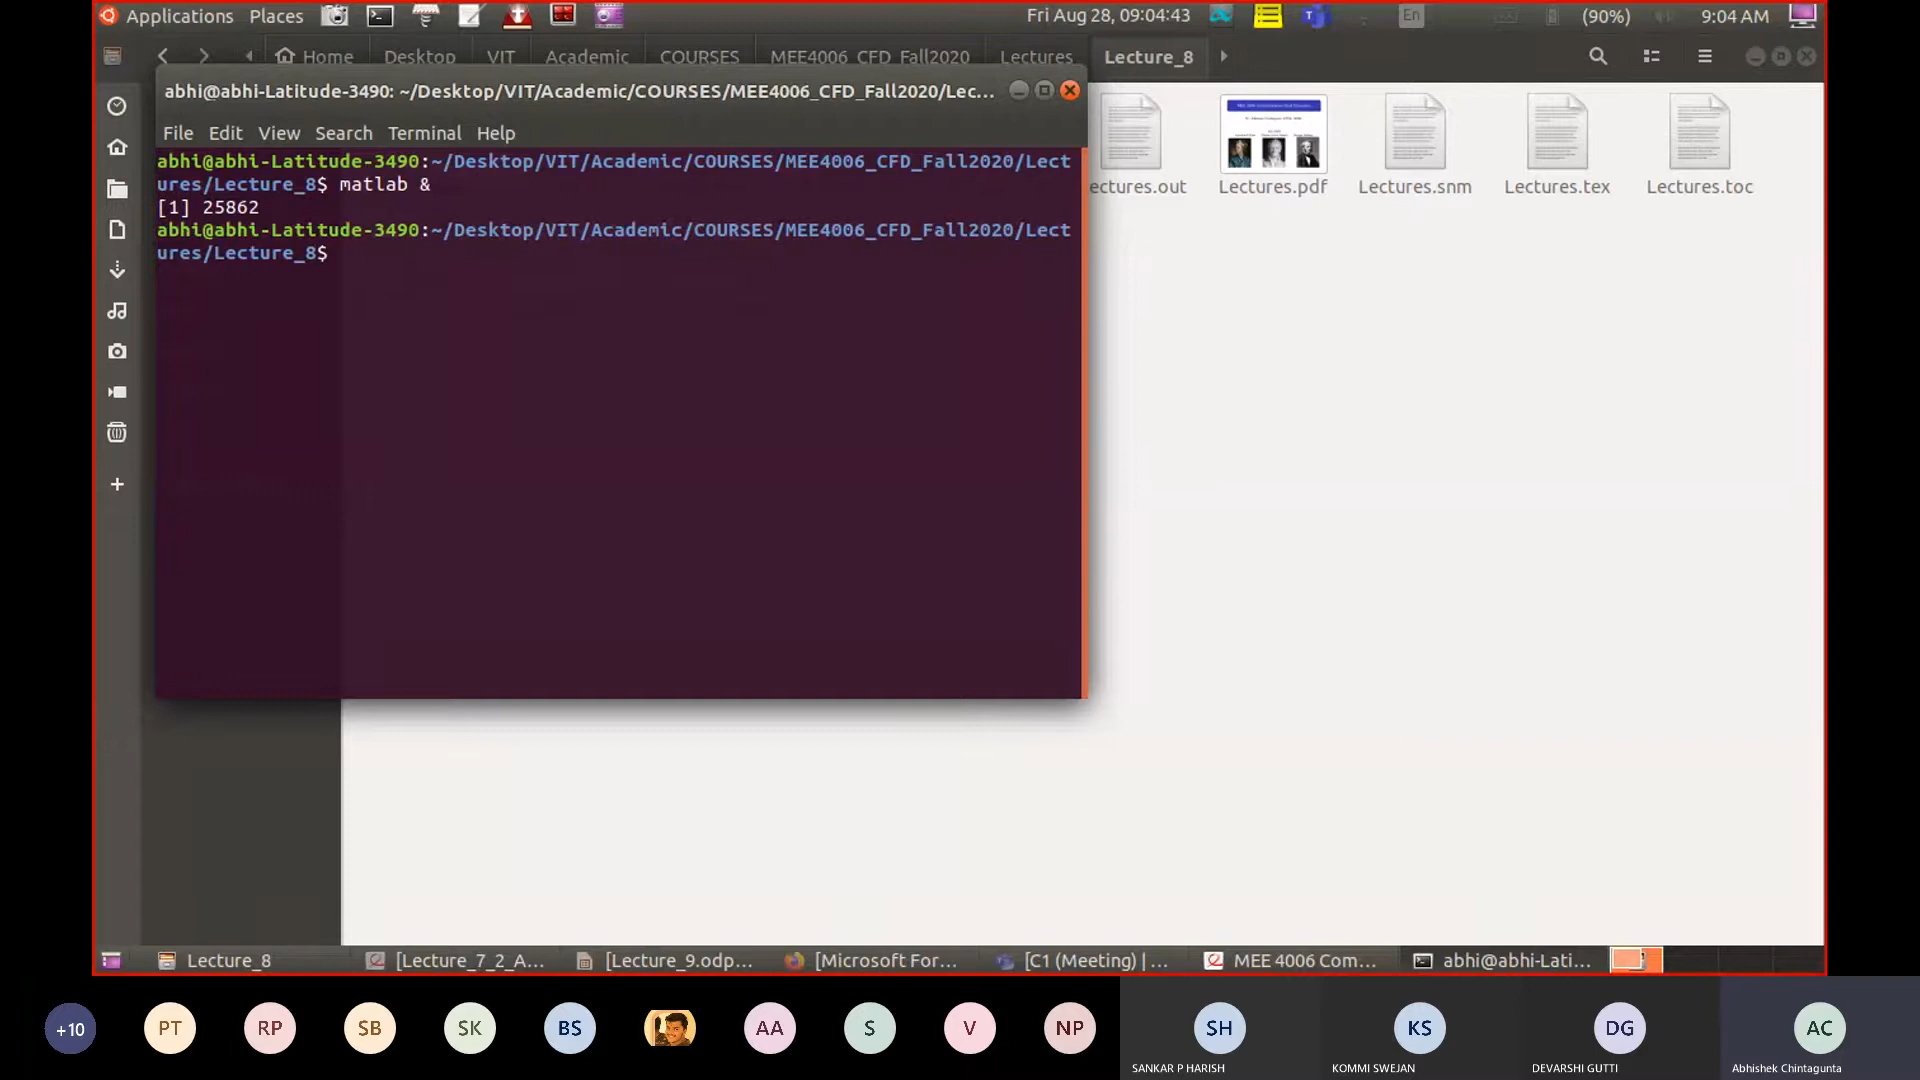 Applications Places Fri Aug 28, 09:04:43 En (90%) 9:04 AM
Home Desktop VIT Academic COURSES MEE4006_CFD_Fall2020 Lectures Lecture_8
abhi@abhi-Latitude-3490: ~/Desktop/VIT/Academic/COURSES/MEE4006_CFD_Fall2020/Lec...
File Edit View Search Terminal Help
abhi@abhi-Latitude-3490:~/Desktop/VIT/Academic/COURSES/MEE4006_CFD_Fall2020/Lect
ures/Lecture_8$ matlab &
[1] 25862
abhi@abhi-Latitude-3490:~/Desktop/VIT/Academic/COURSES/MEE4006_CFD_Fall2020/Lect
ures/Lecture_8$
ectures.out Lectures.pdf Lectures.snm Lectures.tex Lectures.toc
Lecture_8 [Lecture_7_2_A... [Lecture_9.odp... [Microsoft For... [C1 (Meeting) | ... MEE 4006 Com... abhi@abhi-Lati...
+10 PT RP SB SK BS AA S V NP SH KS DG AC
SANKAR P HARISH KOMMI SWEJAN DEVARSHI GUTTI Abhishek Chintagunta